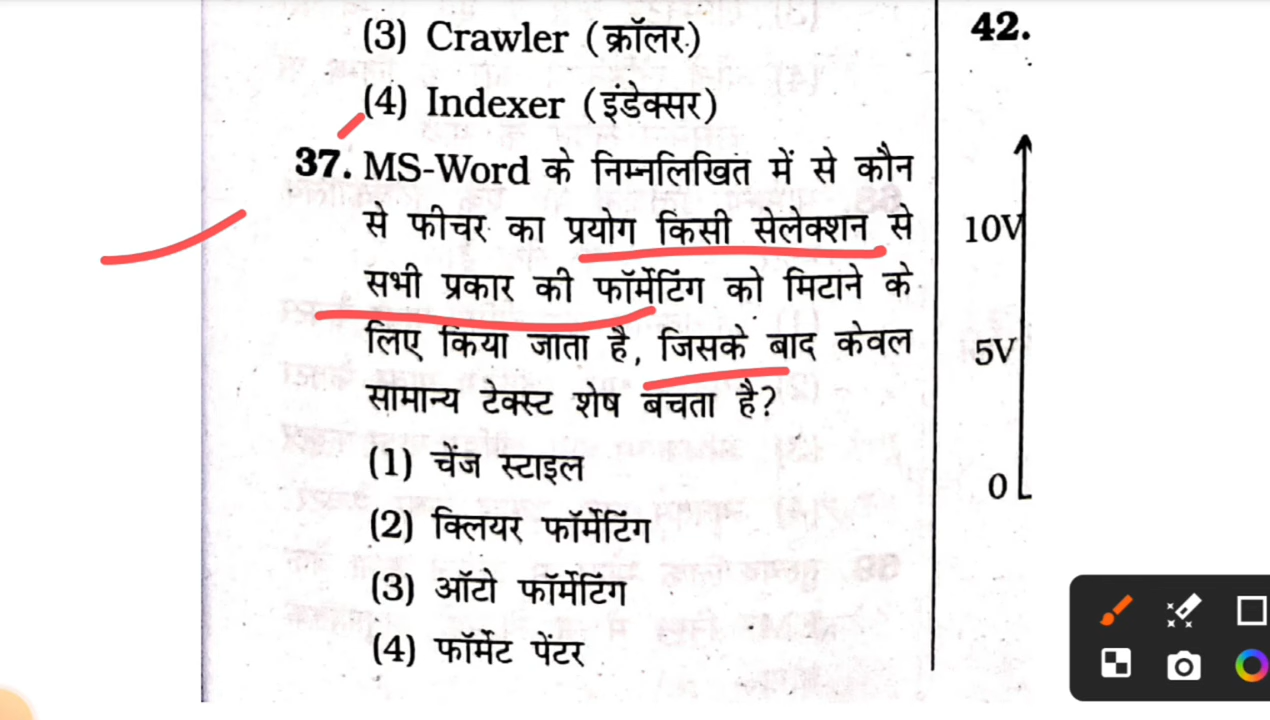 (3) Crawler (क्रॉलर)
(4) Indexer (इंडेक्सर)
37. MS-Word के निम्नलिखित में से कौन
से फीचर का प्रयोग किसी सेलेक्शन से
सभी प्रकार की फॉर्मेटिंग को मिटाने के
लिए किया जाता है, जिसके बाद केवल
सामान्य टेक्स्ट शेष बचता है?
(1) चेंज स्टाइल
(2) क्लियर फॉर्मेटिंग
(3) ऑटो फॉर्मेटिंग
(4) फॉर्मेट पेंटर
42.
10V
5V
0